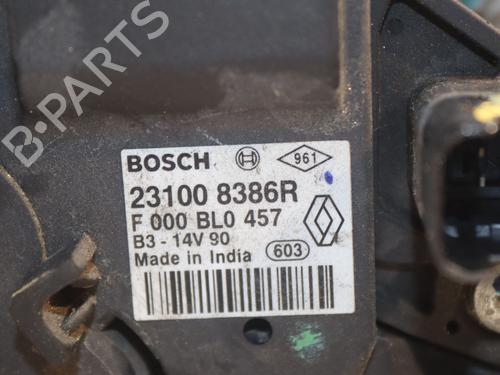 B-PARTS
BOSCH 961
23100 8386R
F 000 BL0 457
B3 - 14V 90
Made in India 603